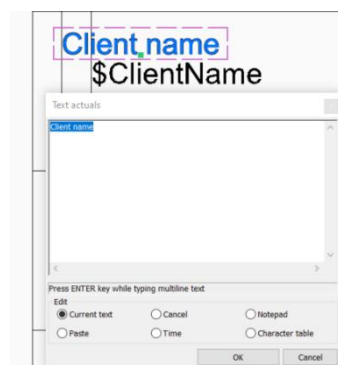 Client name
$ClientName
Text actuals
Client name
Press ENTER key while typing multiline text
Edit
Current text Cancel Notepad
Paste Time Character table
OK Cancel